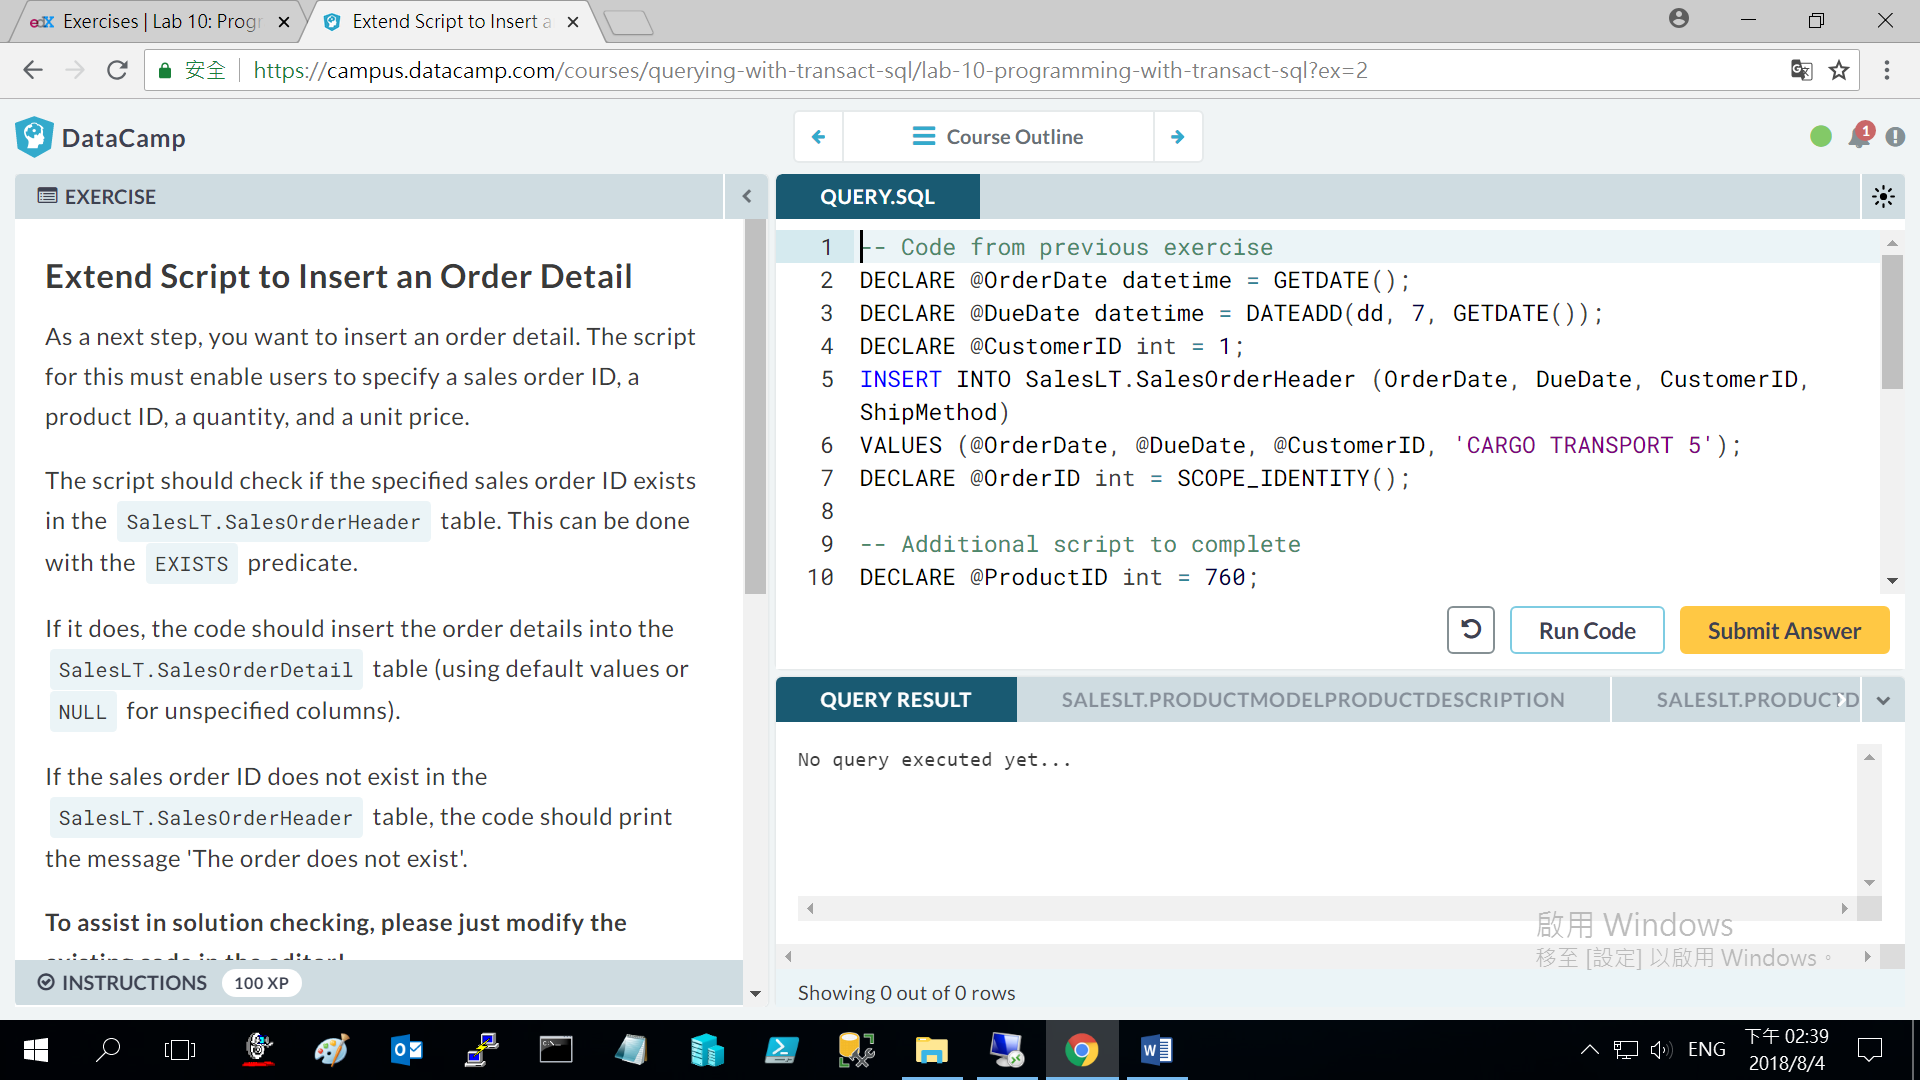 edX Exercises | Lab 10: Progr
Extend Script to Insert a
安全
https://campus.datacamp.com/courses/querying-with-transact-sql/lab-10-programming-with-transact-sql?ex=2
DataCamp
Course Outline
1
EXERCISE
Extend Script to Insert an Order Detail
As a next step, you want to insert an order detail. The script
for this must enable users to specify a sales order ID, a
product ID, a quantity, and a unit price.
The script should check if the specified sales order ID exists
in the SalesLT.SalesOrderHeader table. This can be done
with the EXISTS predicate.
If it does, the code should insert the order details into the
SalesLT.SalesOrderDetail table (using default values or
NULL for unspecified columns).
If the sales order ID does not exist in the
SalesLT.SalesOrderHeader table, the code should print
the message 'The order does not exist'.
To assist in solution checking, please just modify the
existing code in the editor!
INSTRUCTIONS 100 XP
QUERY.SQL
1 -- Code from previous exercise
2 DECLARE @OrderDate datetime = GETDATE();
3 DECLARE @DueDate datetime = DATEADD(dd, 7, GETDATE());
4 DECLARE @CustomerID int = 1;
5 INSERT INTO SalesLT.SalesOrderHeader (OrderDate, DueDate, CustomerID,
ShipMethod)
6 VALUES (@OrderDate, @DueDate, @CustomerID, 'CARGO TRANSPORT 5');
7 DECLARE @OrderID int = SCOPE_IDENTITY();
8
9 -- Additional script to complete
10 DECLARE @ProductID int = 760;
Run Code
Submit Answer
QUERY RESULT
SALESLT.PRODUCTMODELPRODUCTDESCRIPTION
SALESLT.PRODUCTD
No query executed yet...
啟用 Windows
移至 [設定] 以啟用 Windows。
Showing 0 out of 0 rows
ENG
下午 02:39
2018/8/4